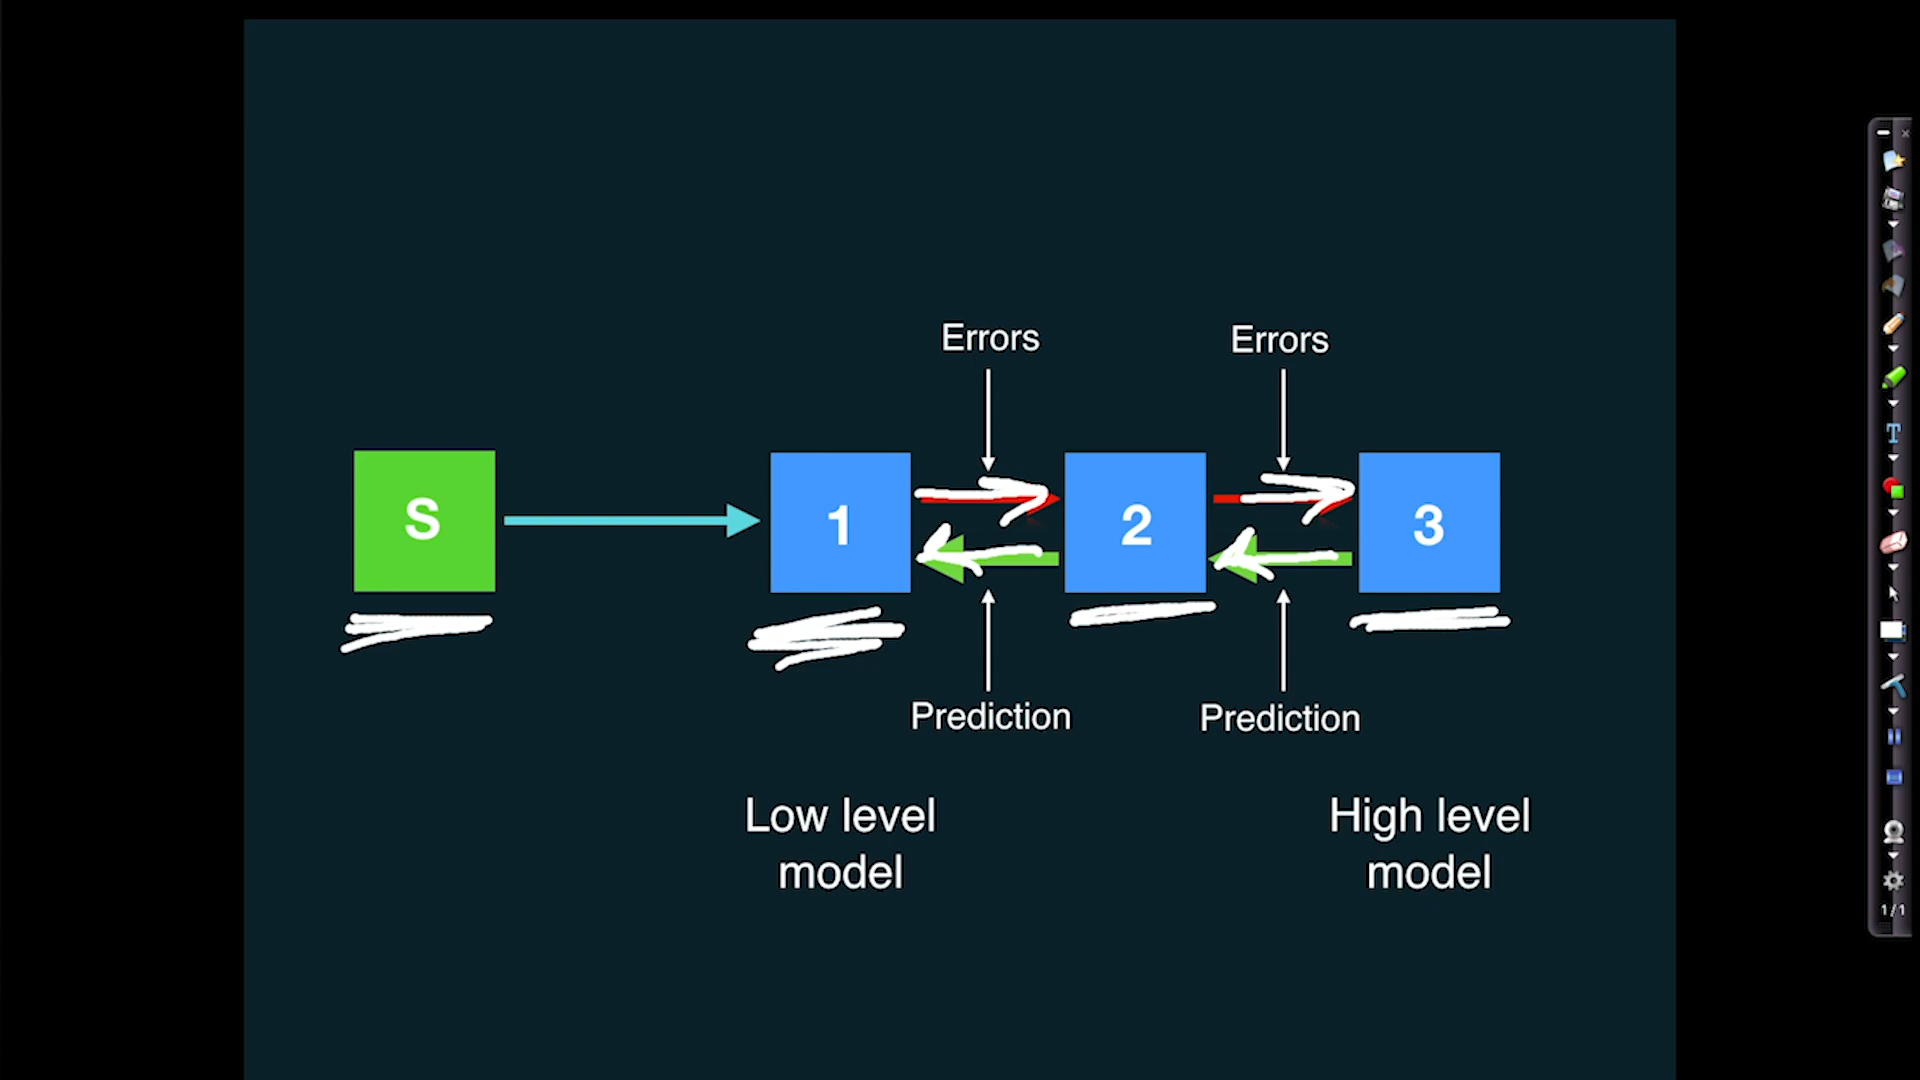 Errors
Errors
S
1
2
3
Prediction
Prediction
Low level
model
High level
model
T
1/1